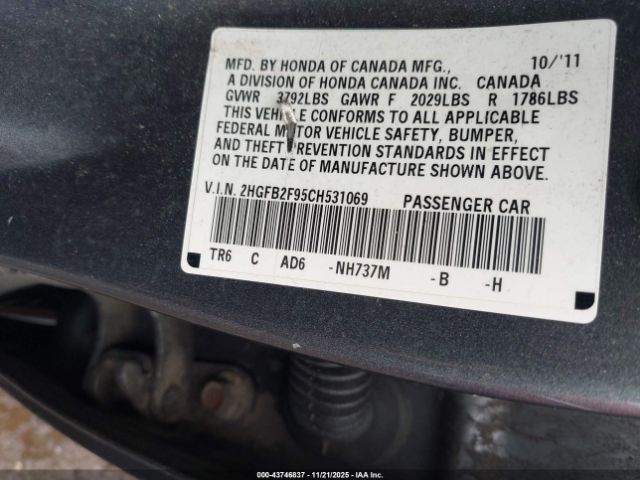 MFD. BY HONDA OF CANADA MFG., 10/'11
A DIVISION OF HONDA CANADA INC. CANADA
GVWR 3792LBS GAWR F 2029LBS R 1786LBS
THIS VEHICLE CONFORMS TO ALL APPLICABLE
FEDERAL MOTOR VEHICLE SAFETY, BUMPER,
AND THEFT PREVENTION STANDARDS IN EFFECT
ON THE DATE OF MANUFACTURE SHOWN ABOVE.
V.I.N. 2HGFB2F95CH531069 PASSENGER CAR
TR6 C AD6 -NH737M -B -H
000-43746837 - 11/21/2025 - IAAI.COM